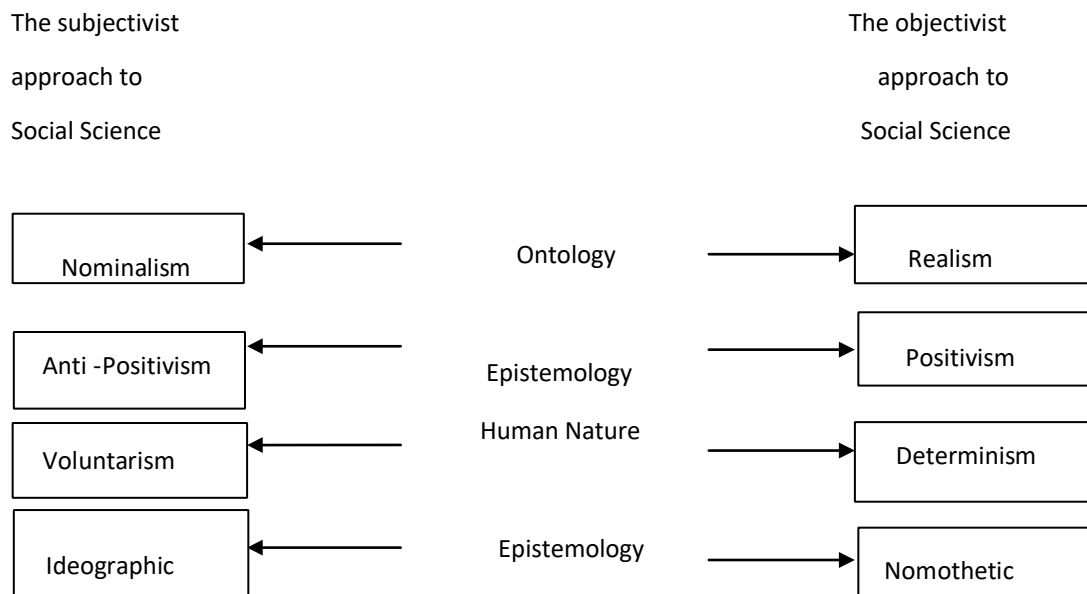 The subjectivist
approach to
Social Science
The objectivist
approach to
Social Science
Nominalism
Ontology
Realism
Anti -Positivism
Epistemology
Positivism
Voluntarism
Human Nature
Determinism
Ideographic
Epistemology
Nomothetic